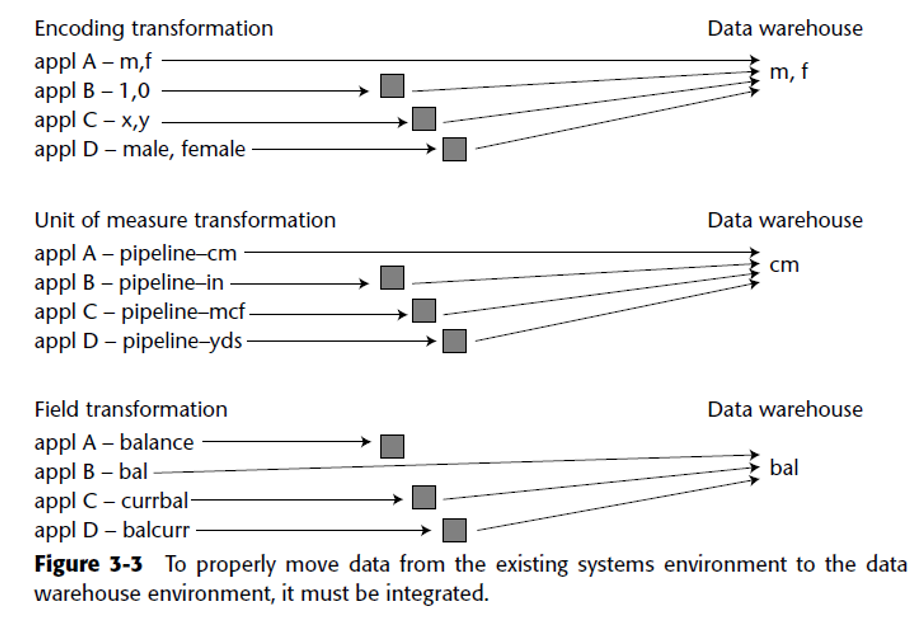 Encoding transformation Data warehouse
appl A – m,f
m, f
appl B – 1,0
appl C – x,y
appl D – male, female
Unit of measure transformation Data warehouse
appl A – pipeline–cm
cm
appl B – pipeline–in
appl C – pipeline–mcf
appl D – pipeline–yds
Field transformation Data warehouse
appl A – balance
appl B – bal
bal
appl C – currbal
appl D – balcurr
Figure 3-3 To properly move data from the existing systems environment to the data
warehouse environment, it must be integrated.